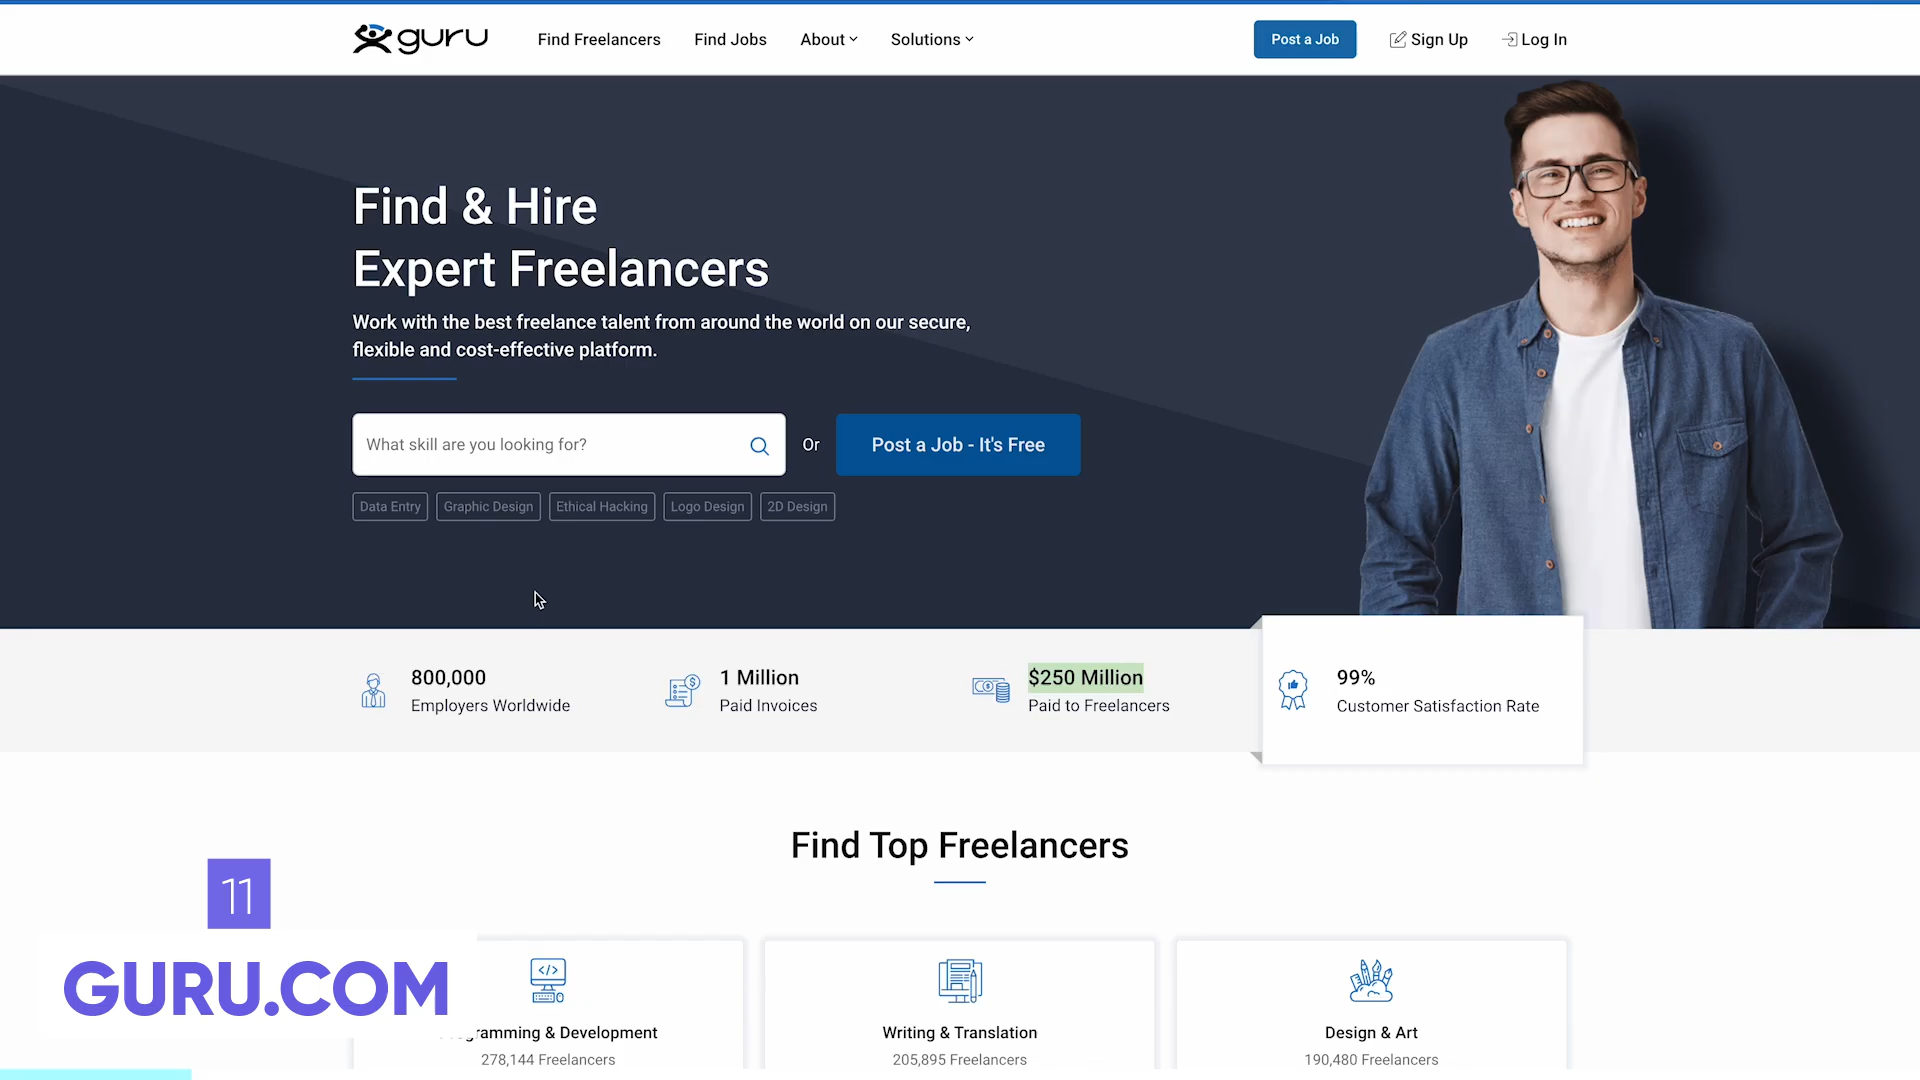 guru
Find Freelancers
Find Jobs
About
Solutions
Post a Job
Sign Up
Log In
Find & Hire
Expert Freelancers
Work with the best freelance talent from around the world on our secure,
flexible and cost-effective platform.
What skill are you looking for?
Or
Post a Job - It's Free
Data Entry
Graphic Design
Ethical Hacking
Logo Design
2D Design
800,000
Employers Worldwide
1 Million
Paid Invoices
$250 Million
Paid to Freelancers
99%
Customer Satisfaction Rate
Find Top Freelancers
11
GURU.COM
gramming & Development
278,144 Freelancers
Writing & Translation
205,895 Freelancers
Design & Art
190,480 Freelancers